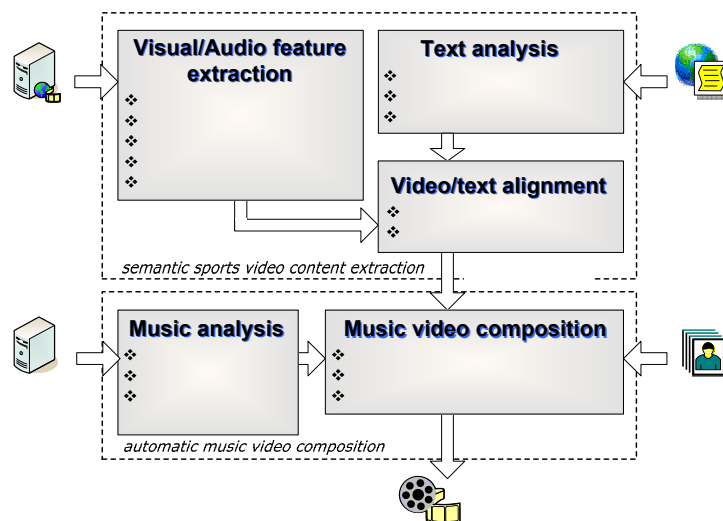 Visual/Audio feature
extraction
Text analysis
Video/text alignment
semantic sports video content extraction
Music analysis
Music video composition
automatic music video composition